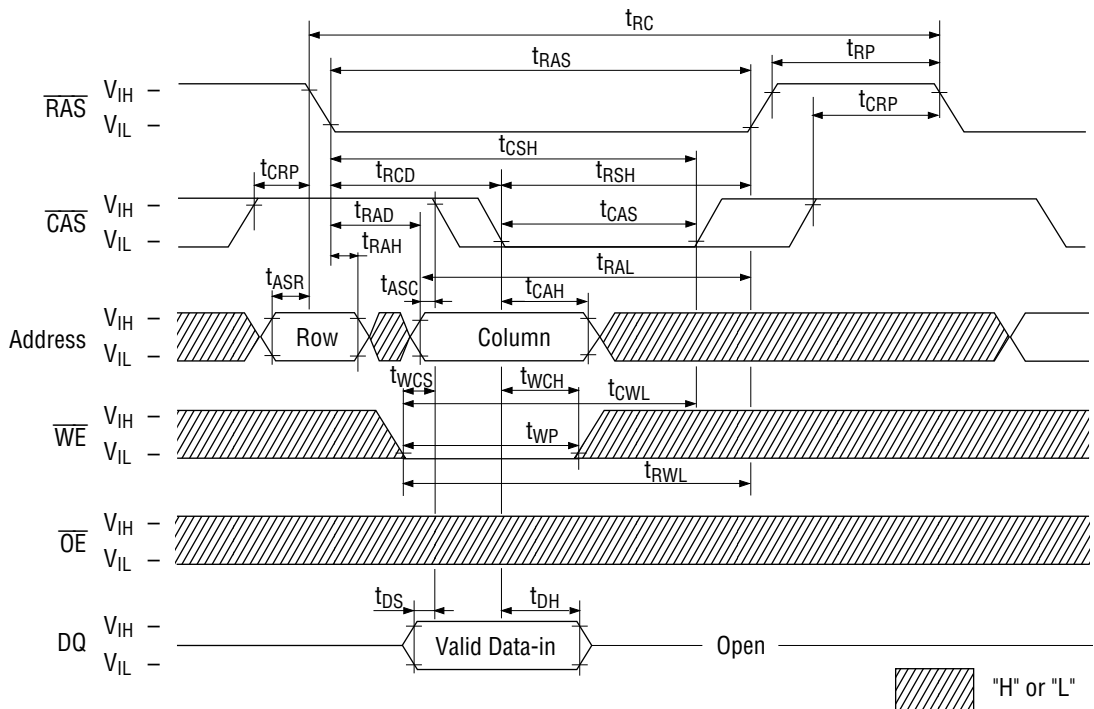 tRC
tRAS
tRP
RAS
VIH –
VIL –
tCRP
tCSH
tCRP
tRCD
tRSH
CAS
VIH –
VIL –
tRAD
tCAS
tRAH
tRAL
tASR
tASC
tCAH
Address
VIH –
VIL –
Row
Column
tWCS
tWCH
tCWL
WE
VIH –
VIL –
tWP
tRWL
OE
VIH –
VIL –
tDS
tDH
DQ
VIH –
VIL –
Valid Data-in
Open
"H" or "L"